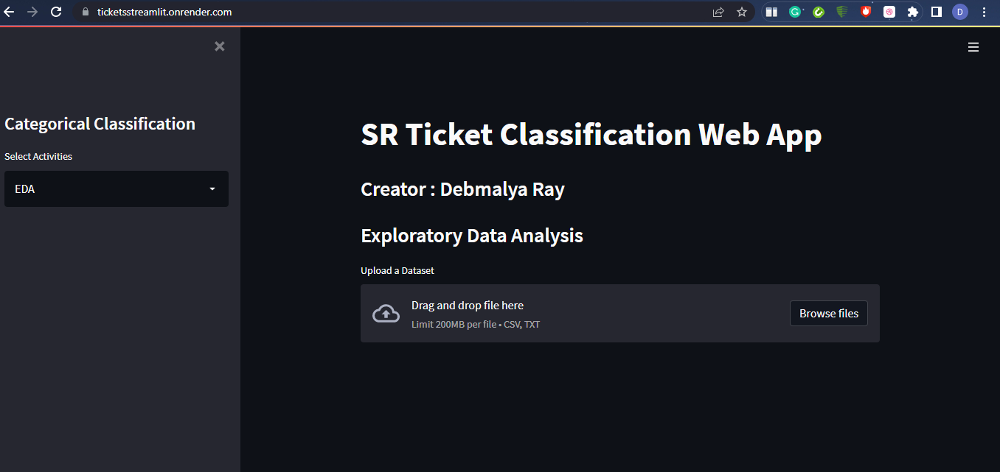 ticketsstreamlit.onrender.com
D
Categorical Classification
Select Activities
EDA
SR Ticket Classification Web App
Creator : Debmalya Ray
Exploratory Data Analysis
Upload a Dataset
Drag and drop file here
Limit 200MB per file • CSV, TXT
Browse files